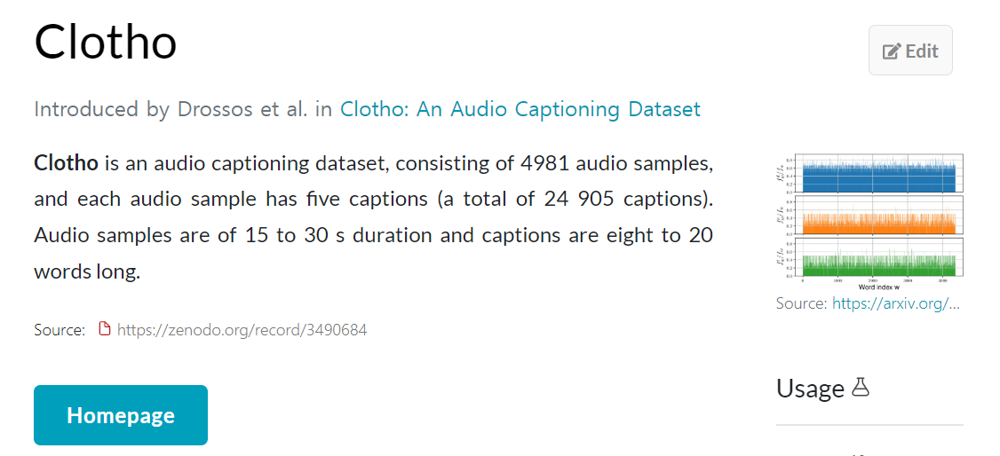 Clotho
Edit
Introduced by Drossos et al. in Clotho: An Audio Captioning Dataset
Clotho is an audio captioning dataset, consisting of 4981 audio samples,
and each audio sample has five captions (a total of 24 905 captions).
Audio samples are of 15 to 30 s duration and captions are eight to 20
words long.
Source: https://zenodo.org/record/3490684
Homepage
Word index w
Source: https://arxiv.org/...
Usage